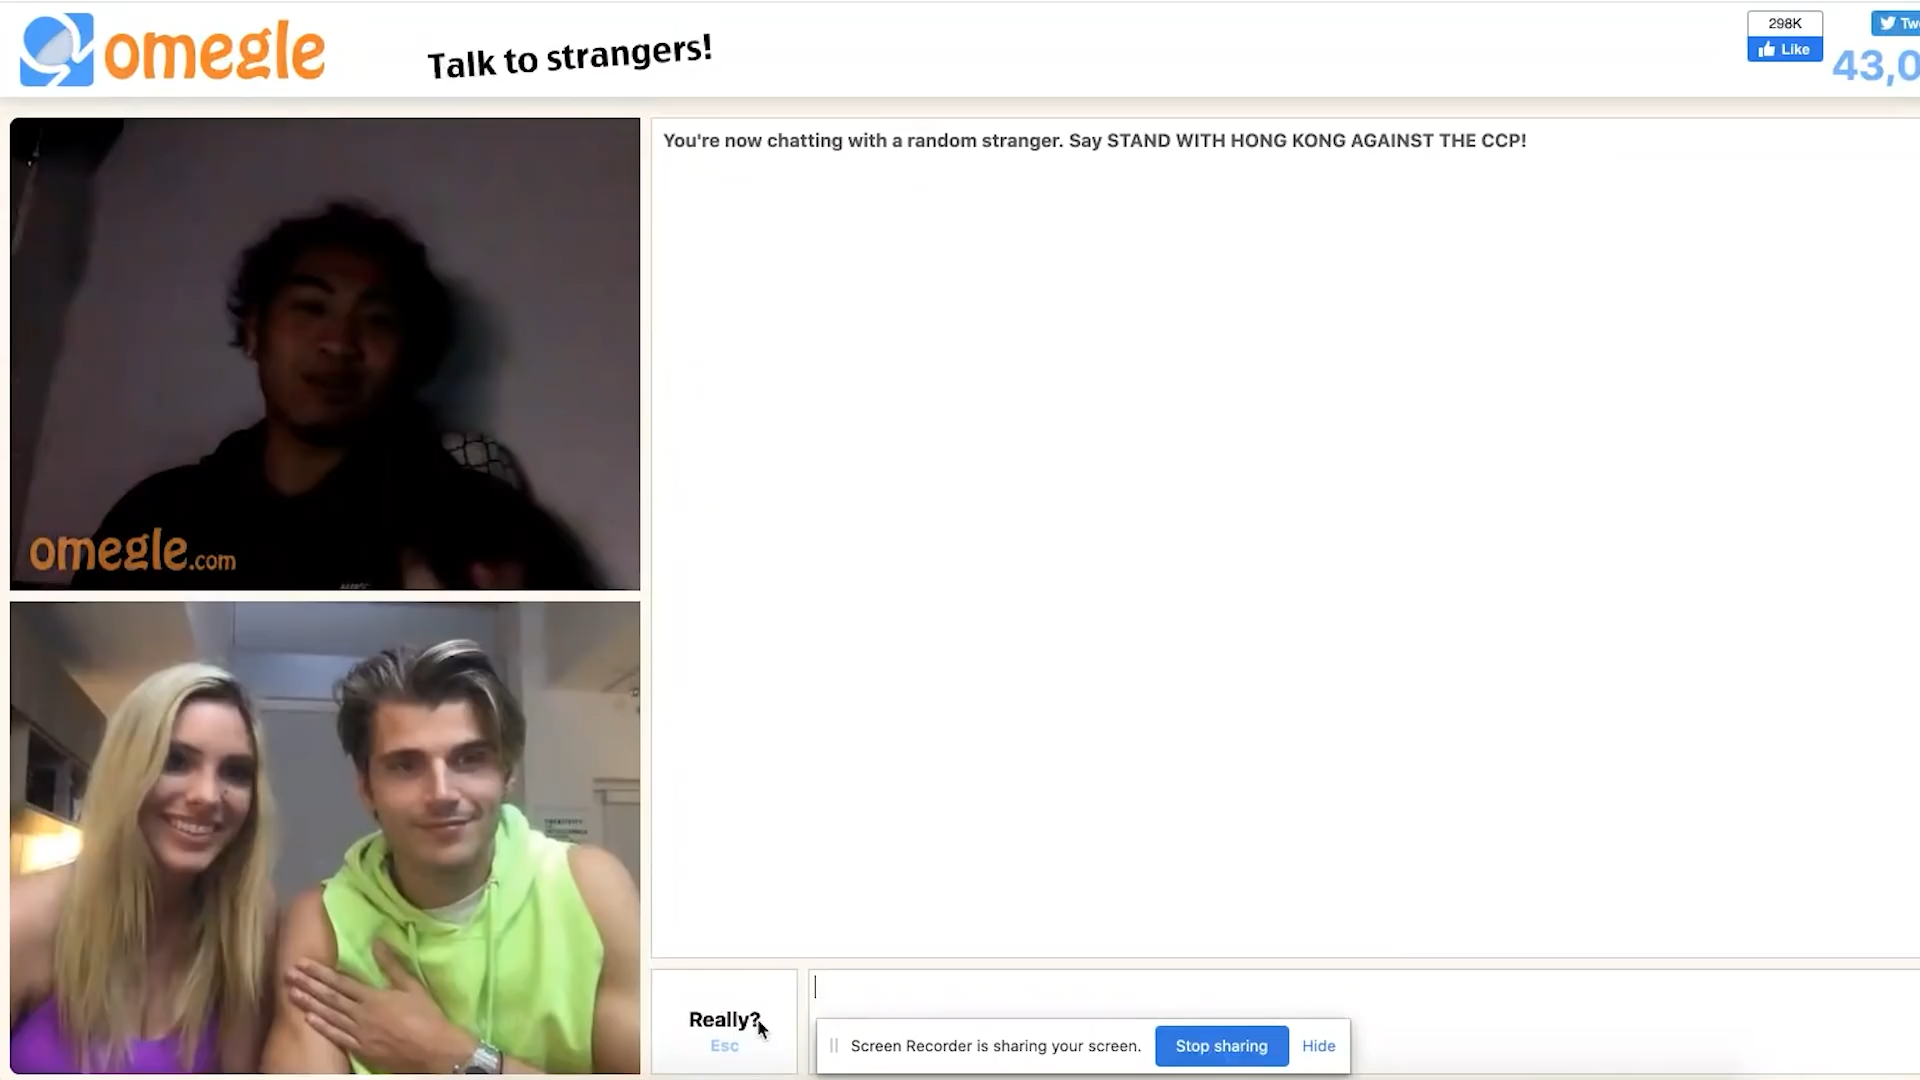 omegle
Talk to strangers!
298K
Like
Tw
43,0
You're now chatting with a random stranger. Say STAND WITH HONG KONG AGAINST THE CCP!
omegle.com
Really?
Esc
Screen Recorder is sharing your screen.
Stop sharing
Hide